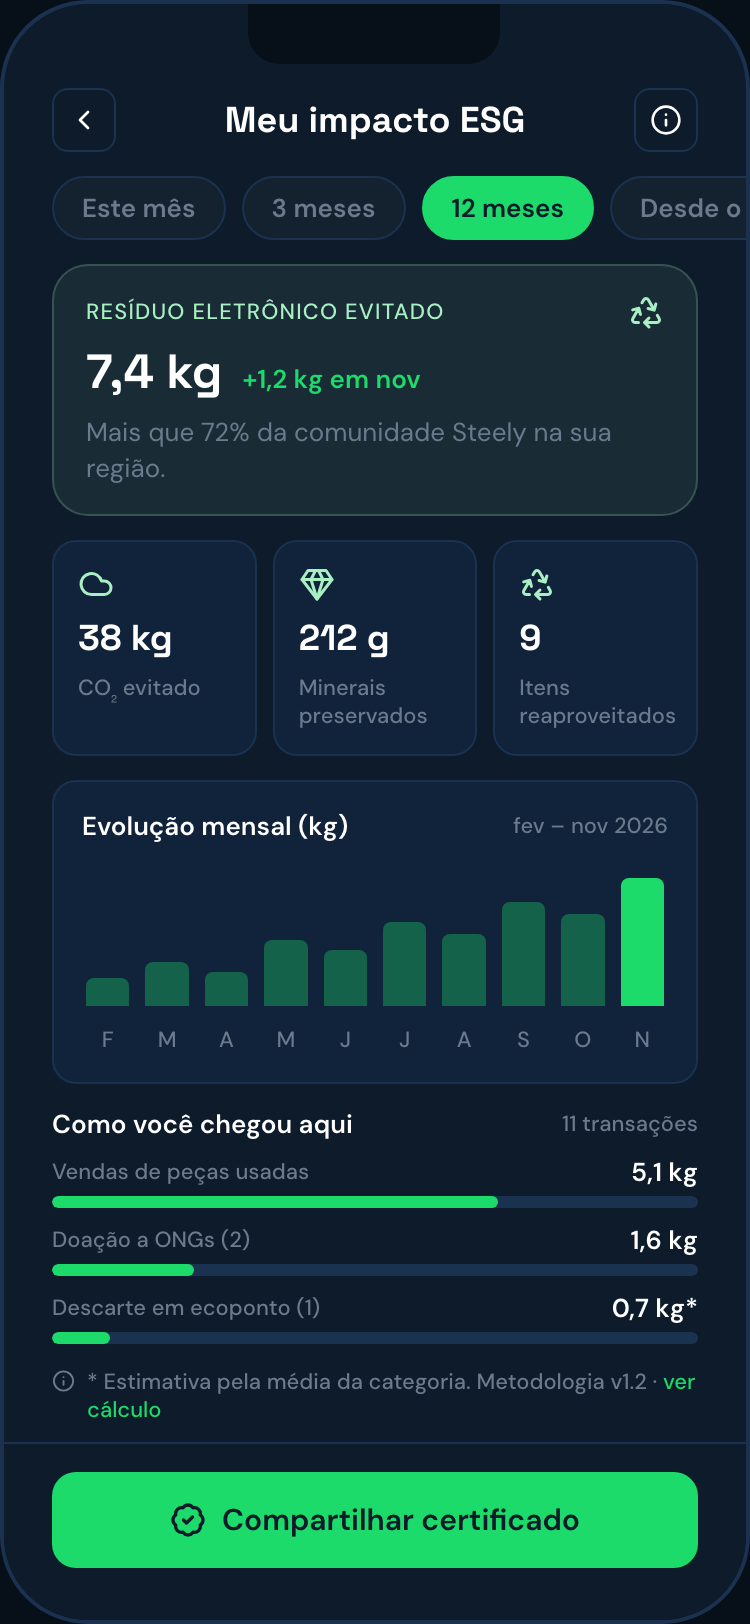 Meu impacto ESG
Este mês
3 meses
12 meses
Desde o
RESÍDUO ELETRÔNICO EVITADO
7,4 kg +1,2 kg em nov
Mais que 72% da comunidade Steely na sua
região.
38 kg
CO₂ evitado
212 g
Minerais
preservados
9
Itens
reaproveitados
Evolução mensal (kg)
fev – nov 2026
F M A M J J A S O N
Como você chegou aqui
11 transações
Vendas de peças usadas
5,1 kg
Doação a ONGs (2)
1,6 kg
Descarte em ecoponto (1)
0,7 kg*
* Estimativa pela média da categoria. Metodologia v1.2 · ver
cálculo
Compartilhar certificado